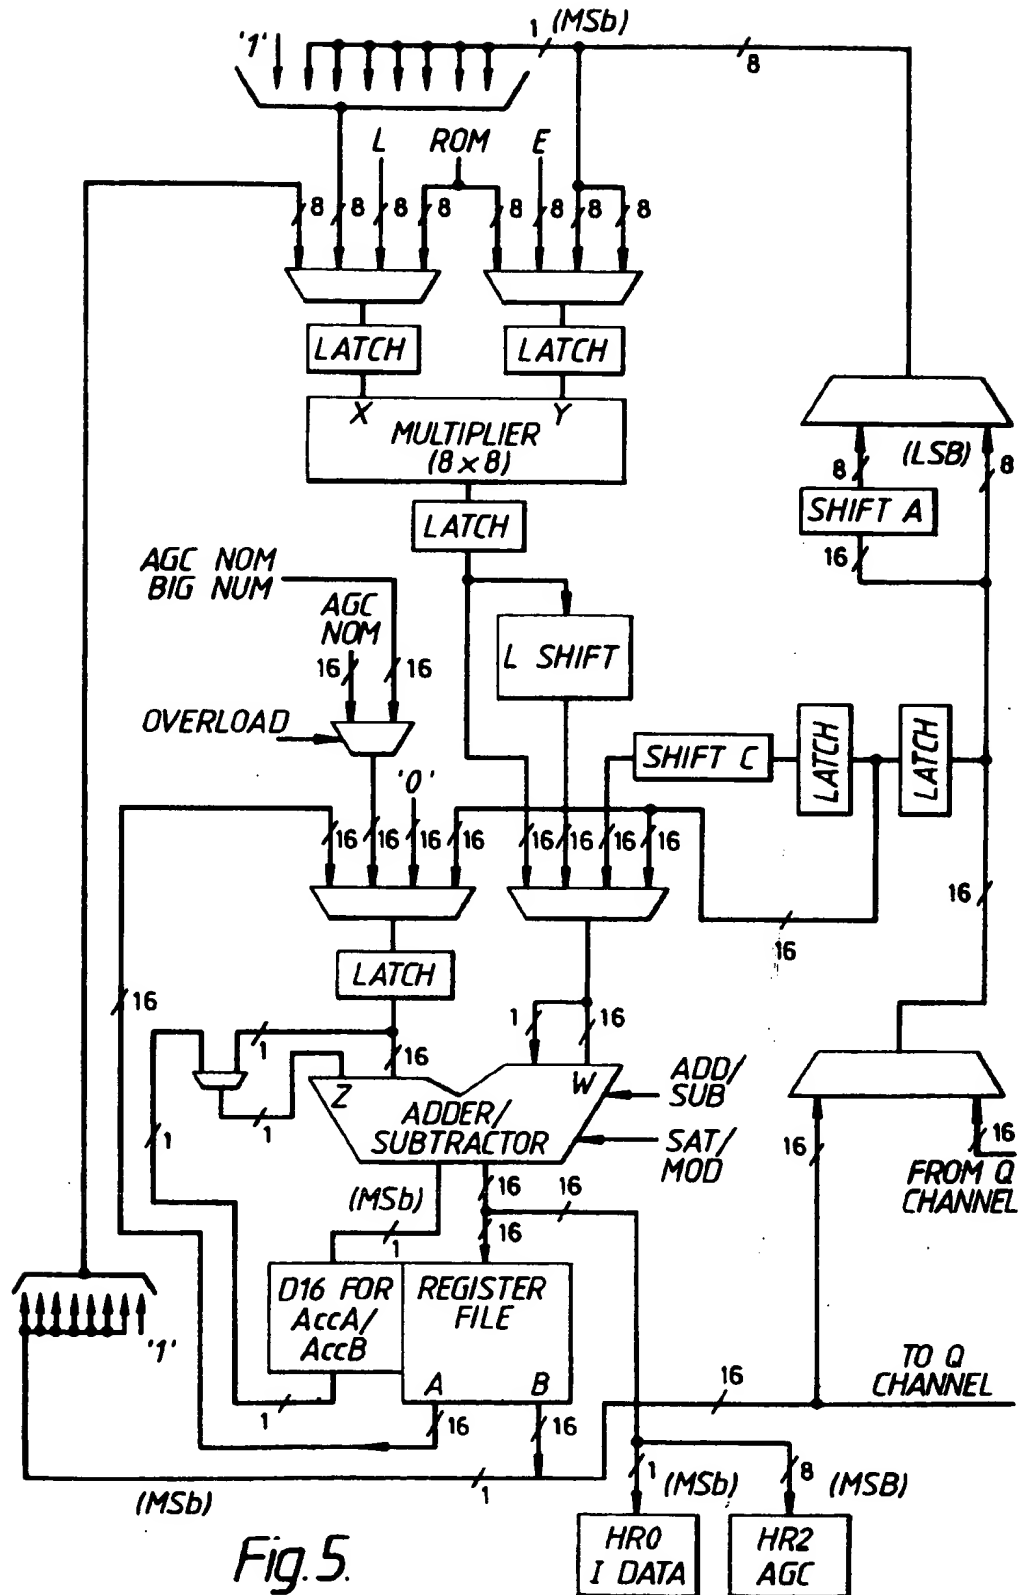 1 (MSb)
'1'
8
L ROM E
8 8 8 8 8 8 8 8
LATCH LATCH
X Y
MULTIPLIER
(8 x 8)
(LSB)
8 8
LATCH
SHIFT A
16
AGC NOM
BIG NUM
AGC
NOM
16 16
L SHIFT
OVERLOAD
SHIFT C
LATCH
LATCH
'0'
16 16 16 16 16 16 16 16
16
16
LATCH
16
1 16
1
16
Z W
ADD/
SUB
ADDER/
SUBTRACTOR
SAT/
MOD
1
1
16 16
FROM Q
CHANNEL
(MSb)
16 16
16
1
D16 FOR
AccA/
AccB
REGISTER
FILE
'1'
A B
1
16 16
16
TO Q
CHANNEL
(MSb)
1
1 (MSb)
8 (MSB)
HR0
I DATA
HR2
AGC
Fig.5.